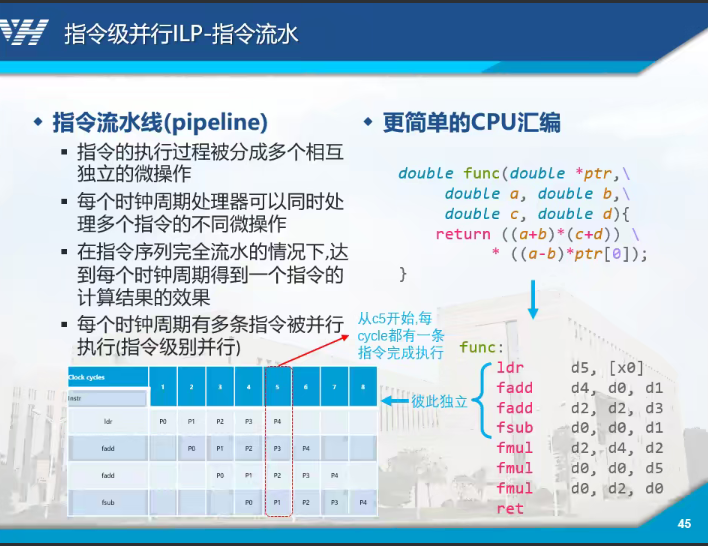 指令级并行ILP-指令流水
指令流水线(pipeline)
指令的执行过程被分成多个相互
独立的微操作
每个时钟周期处理器可以同时处
理多个指令的不同微操作
在指令序列完全流水的情况下,达
到每个时钟周期得到一个指令的
计算结果的效果
每个时钟周期有多条指令被并行
执行(指令级别并行)
从c5开始,每
cycle都有一条
指令完成执行
Clock cycles 1 2 3 4 5 6 7 8
Instr
ldr P0 P1 P2 P3 P4
fadd P0 P1 P2 P3 P4
fadd P0 P1 P2 P3 P4
fsub P0 P1 P2 P3 P4
更简单的CPU汇编
double func(double *ptr,\
double a, double b,\
double c, double d){
return ((a+b)*(c+d)) \
* ((a-b)*ptr[0]);
}
彼此独立
func:
ldr d5, [x0]
fadd d4, d0, d1
fadd d2, d2, d3
fsub d0, d0, d1
fmul d2, d4, d2
fmul d0, d0, d5
fmul d0, d2, d0
ret
45